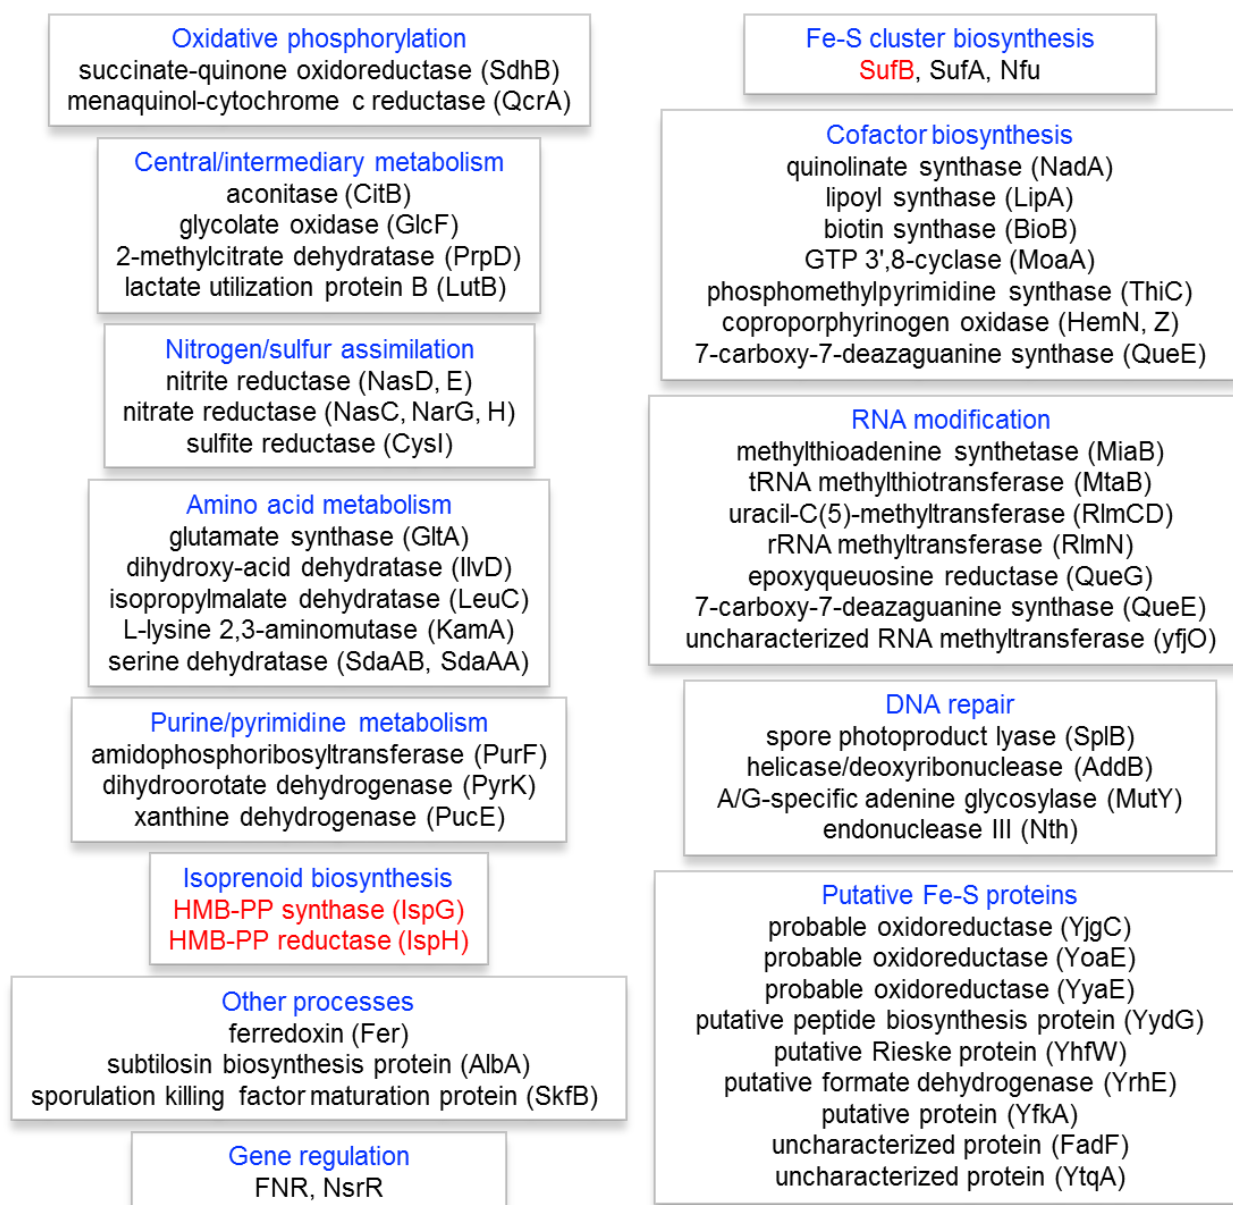 Oxidative phosphorylation
succinate-quinone oxidoreductase (SdhB)
menaquinol-cytochrome c reductase (QcrA)
Central/intermediary metabolism
aconitase (CitB)
glycolate oxidase (GlcF)
2-methylcitrate dehydratase (PrpD)
lactate utilization protein B (LutB)
Nitrogen/sulfur assimilation
nitrite reductase (NasD, E)
nitrate reductase (NasC, NarG, H)
sulfite reductase (CysI)
Amino acid metabolism
glutamate synthase (GltA)
dihydroxy-acid dehydratase (IlvD)
isopropylmalate dehydratase (LeuC)
L-lysine 2,3-aminomutase (KamA)
serine dehydratase (SdaAB, SdaAA)
Purine/pyrimidine metabolism
amidophosphoribosyltransferase (PurF)
dihydroorotate dehydrogenase (PyrK)
xanthine dehydrogenase (PucE)
Isoprenoid biosynthesis
HMB-PP synthase (IspG)
HMB-PP reductase (IspH)
Other processes
ferredoxin (Fer)
subtilosin biosynthesis protein (AlbA)
sporulation killing factor maturation protein (SkfB)
Gene regulation
FNR, NsrR
Fe-S cluster biosynthesis
SufB, SufA, Nfu
Cofactor biosynthesis
quinolinate synthase (NadA)
lipoyl synthase (LipA)
biotin synthase (BioB)
GTP 3',8-cyclase (MoaA)
phosphomethylpyrimidine synthase (ThiC)
coproporphyrinogen oxidase (HemN, Z)
7-carboxy-7-deazaguanine synthase (QueE)
RNA modification
methylthioadenine synthetase (MiaB)
tRNA methylthiotransferase (MtaB)
uracil-C(5)-methyltransferase (RlmCD)
rRNA methyltransferase (RlmN)
epoxyqueuosine reductase (QueG)
7-carboxy-7-deazaguanine synthase (QueE)
uncharacterized RNA methyltransferase (yfjO)
DNA repair
spore photoproduct lyase (SplB)
helicase/deoxyribonuclease (AddB)
A/G-specific adenine glycosylase (MutY)
endonuclease III (Nth)
Putative Fe-S proteins
probable oxidoreductase (YjgC)
probable oxidoreductase (YoaE)
probable oxidoreductase (YyaE)
putative peptide biosynthesis protein (YydG)
putative Rieske protein (YhfW)
putative formate dehydrogenase (YrhE)
putative protein (YfkA)
uncharacterized protein (FadF)
uncharacterized protein (YtqA)